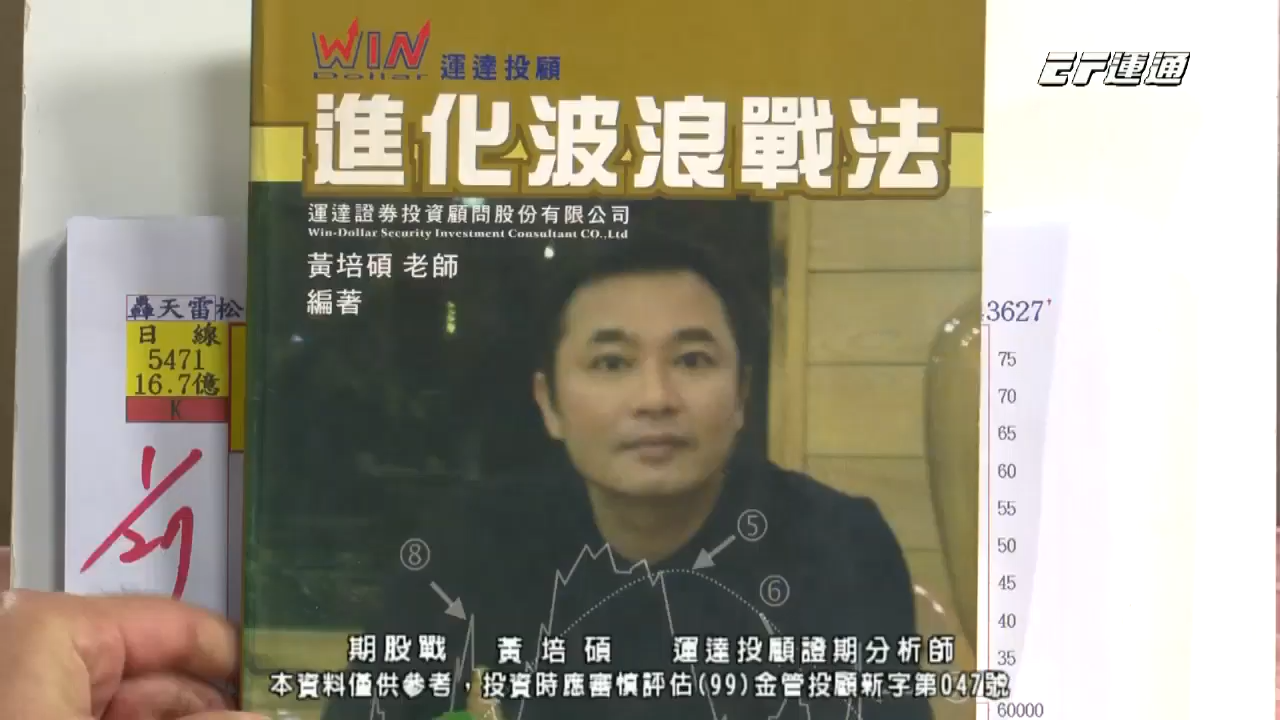 WIN
Dollar 運達投顧
ET運通
進化波浪戰法
運達證券投資顧問股份有限公司
Win-Dollar Security Investment Consultant CO.,Ltd
黃培碩 老師
編著
轟天雷松
日 線
5471
16.7億
K
3627
75
70
65
60
55
50
45
40
35
60000
⑤
⑧
⑥
期股戰 黃培碩 運達投顧證期分析師
本資料僅供參考，投資時應審慎評估(99)金管投顧新字第047號